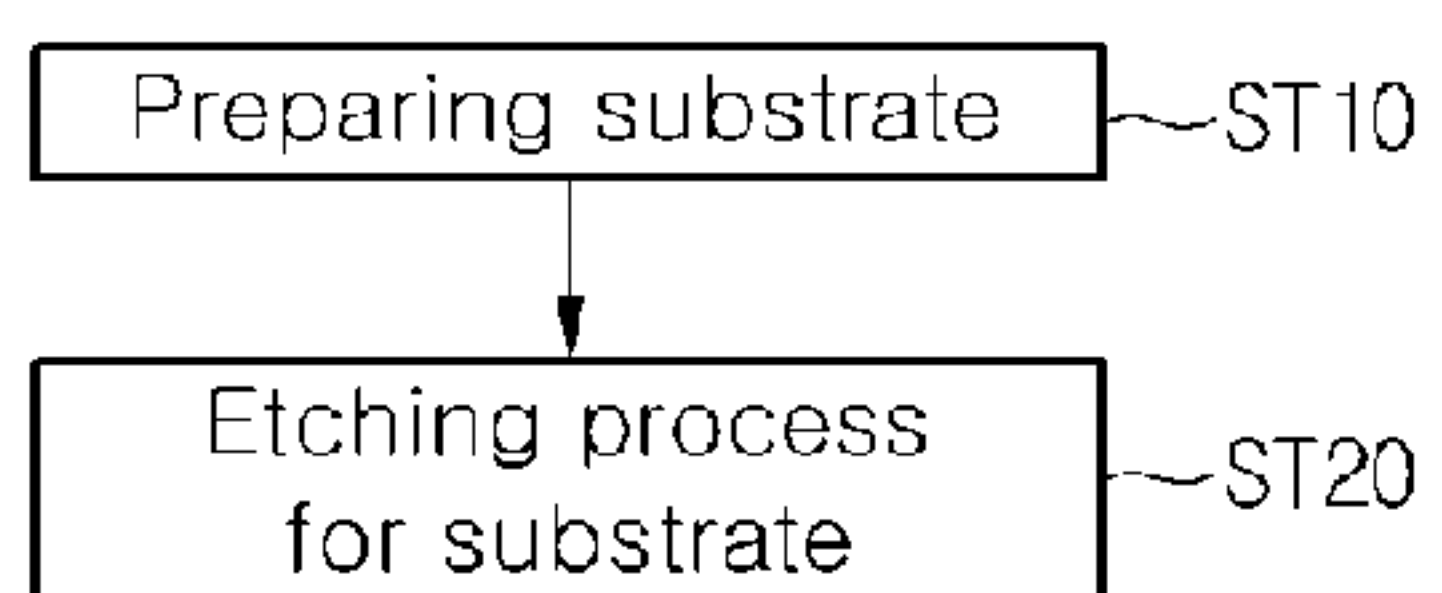 Preparing substrate
ST10
Etching process
for substrate
ST20